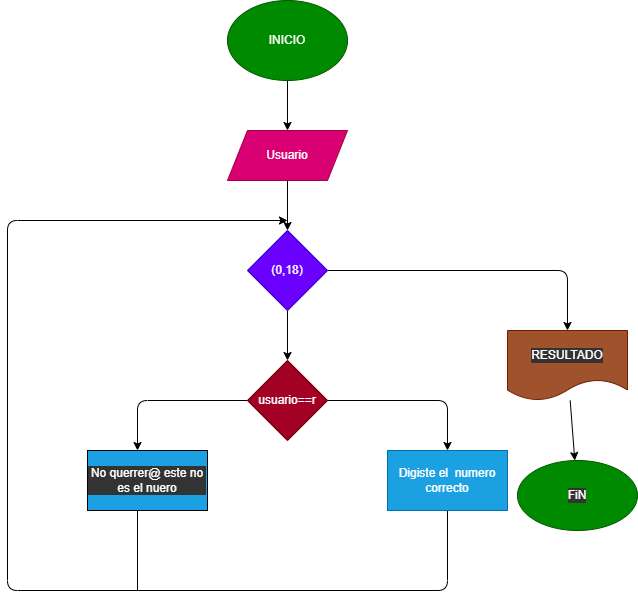 INICIO
Usuario
(0,18)
RESULTADO
usuario==r
No querrer@ este no
es el nuero
Digiste el numero
correcto
FiN